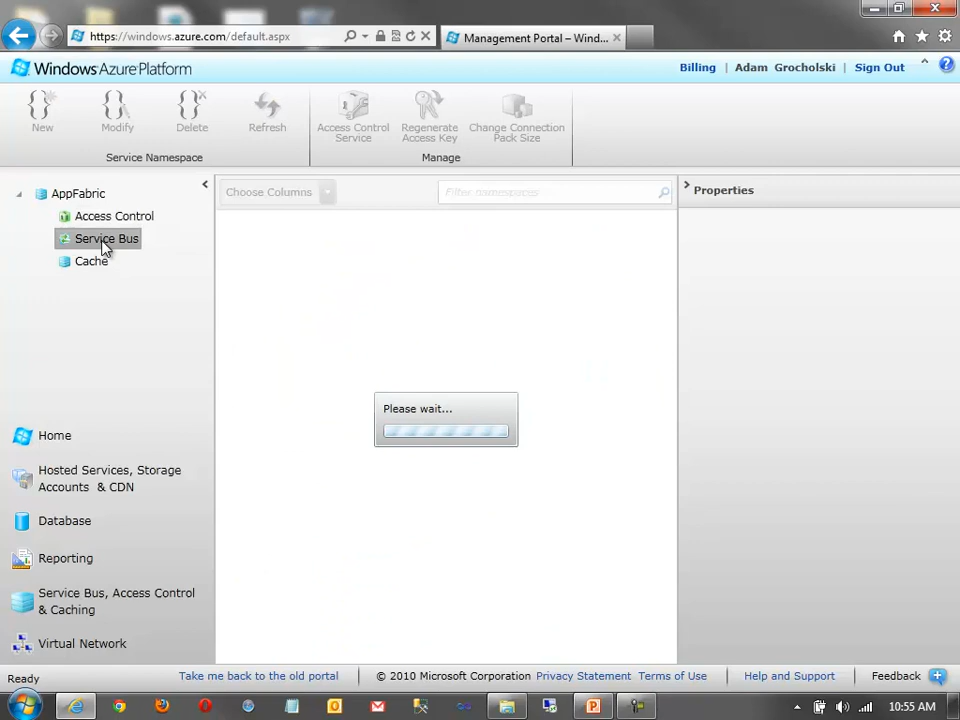 https://windows.azure.com/default.aspx
Management Portal – Wind...
Windows Azure Platform
Billing
Adam Grocholski
Sign Out
New
Modify
Delete
Refresh
Access Control
Service
Regenerate
Access Key
Change Connection
Pack Size
Service Namespace
Manage
AppFabric
Access Control
Service Bus
Cache
Choose Columns
Filter namespaces
Properties
Please wait...
Home
Hosted Services, Storage
Accounts & CDN
Database
Reporting
Service Bus, Access Control
& Caching
Virtual Network
Ready
Take me back to the old portal
© 2010 Microsoft Corporation
Privacy Statement
Terms of Use
Help and Support
Feedback
10:55 AM